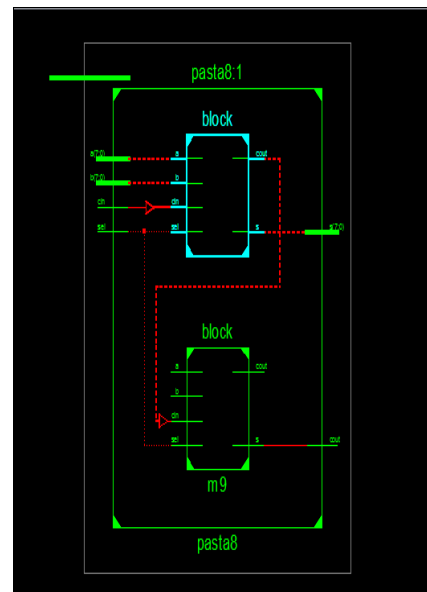 pasta8:1
block
a(7:0)
cout
b(7:0)
a
b
cin
cin
sel
sel
s
s(7:0)
block
a
cout
b
cin
sel
s
cout
m9
pasta8